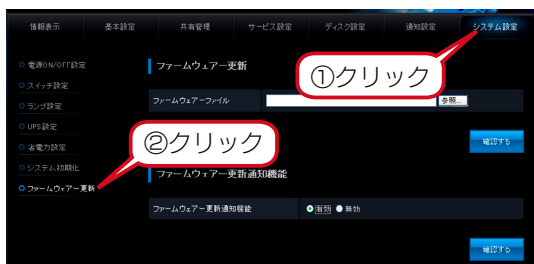 情報表示 基本設定 共有管理 サービス設定 ディスク設定 通知設定 システム設定
電源ON/OFF設定
スイッチ設定
ランプ設定
UPS設定
省電力設定
システム初期化
ファームウェアー更新
ファームウェアー更新
①クリック
ファームウェアーファイル 参照...
確認する
②クリック
ファームウェアー更新通知機能
ファームウェアー更新通知機能 有効 無効
確認する